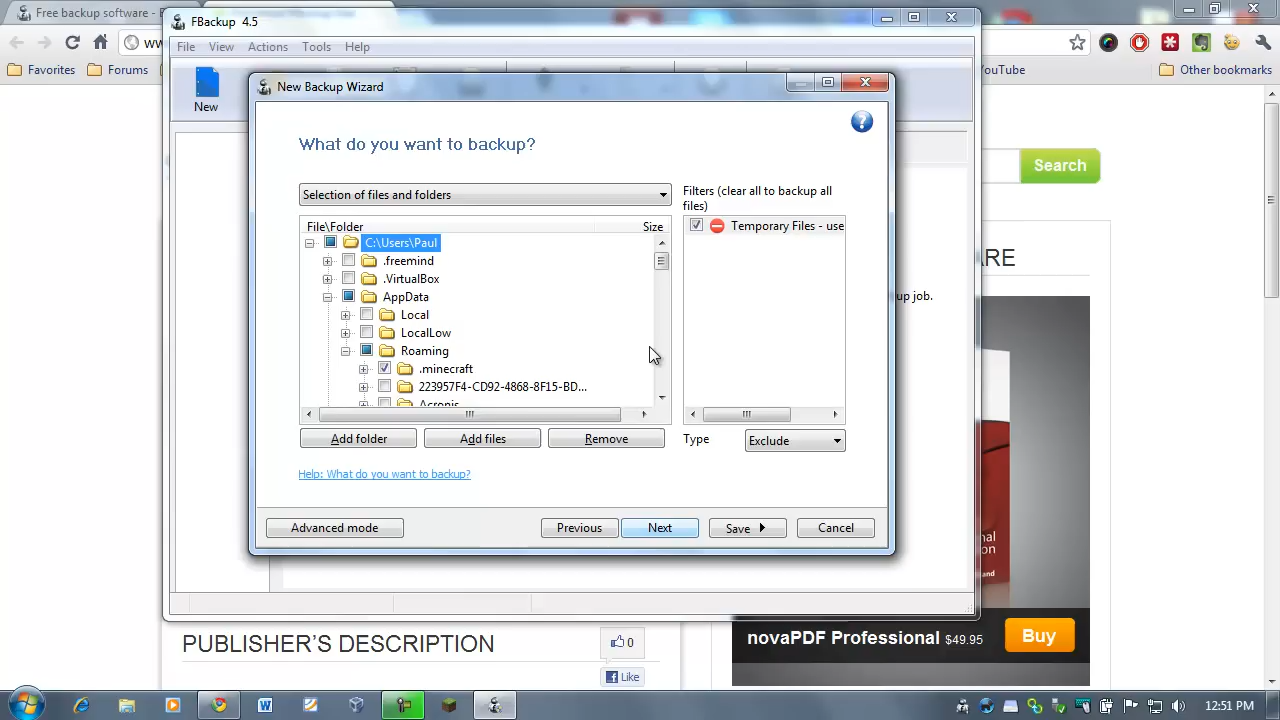 Free backup software -
FBackup 4.5
ww
Favorites
Forums
YouTube
Other bookmarks
File View Actions Tools Help
New
New Backup Wizard
What do you want to backup?
Selection of files and folders
Filters (clear all to backup all
files)
File\Folder
Size
Temporary Files - use
C:\Users\Paul
.freemind
.VirtualBox
AppData
Local
LocalLow
Roaming
.minecraft
223957F4-CD92-4868-8F15-BD...
Acronis
Add folder
Add files
Remove
Type
Exclude
Help: What do you want to backup?
Advanced mode
Previous
Next
Save
Cancel
Search
ARE
up job.
PUBLISHER'S DESCRIPTION
0
Like
novaPDF Professional $49.95
Buy
12:51 PM